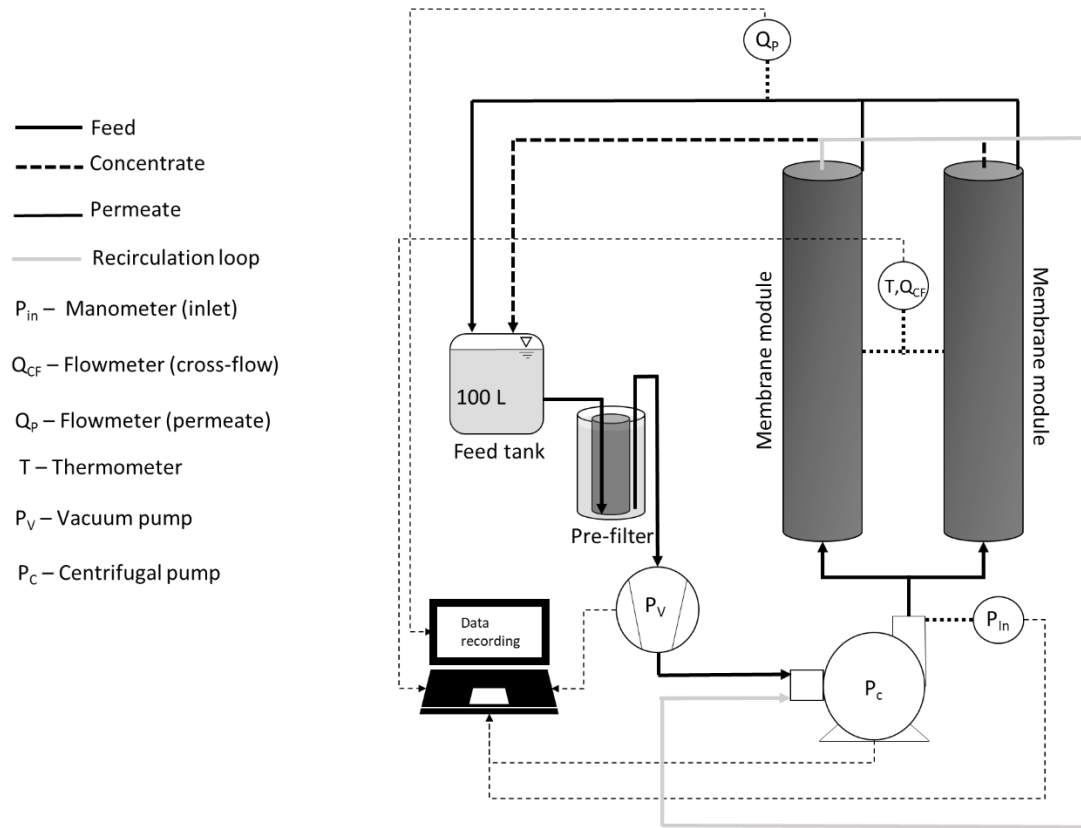 Feed
Concentrate
Permeate
Recirculation loop
P_in – Manometer (inlet)
Q_CF – Flowmeter (cross-flow)
Q_P – Flowmeter (permeate)
T – Thermometer
P_V – Vacuum pump
P_C – Centrifugal pump
Q_P
T,Q_CF
Membrane module
Membrane module
100 L
Feed tank
Pre-filter
P_V
Data
recording
P_c
P_In